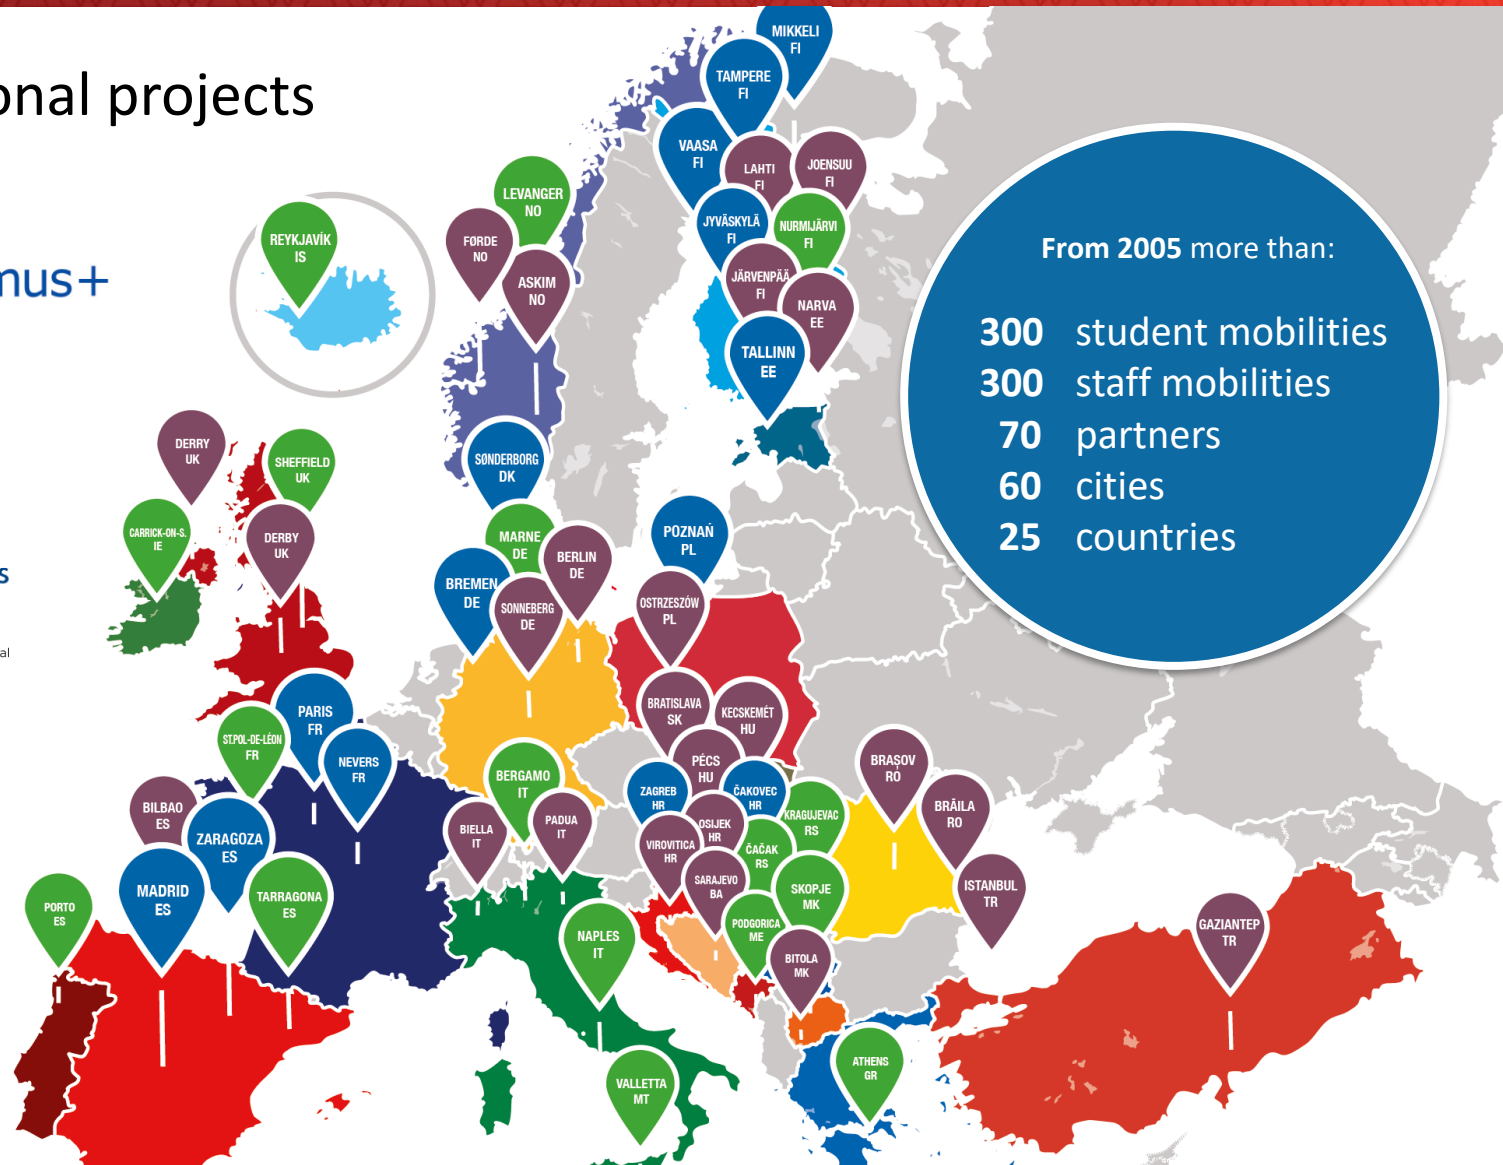 onal projects
mus+
s
al
MIKKELI
FI
TAMPERE
FI
VAASA
FI
LAHTI
FI
JOENSUU
FI
LEVANGER
NO
JYVÄSKYLÄ
FI
NURMIJÄRVI
FI
REYKJAVÍK
IS
FØRDE
NO
ASKIM
NO
JÄRVENPÄÄ
FI
NARVA
EE
TALLINN
EE
From 2005 more than:
300 student mobilities
300 staff mobilities
70 partners
60 cities
25 countries
DERRY
UK
SHEFFIELD
UK
SØNDERBORG
DK
CARRICK-ON-S.
IE
DERBY
UK
MARNE
DE
BERLIN
DE
POZNAŃ
PL
BREMEN
DE
SONNEBERG
DE
OSTRZESZÓW
PL
PARIS
FR
ST.POL-DE-LÉON
FR
NEVERS
FR
BRATISLAVA
SK
KECSKEMÉT
HU
PÉCS
HU
BRAŞOV
RO
BERGAMO
IT
ZAGREB
HR
ČAKOVEC
HR
BILBAO
ES
ZARAGOZA
ES
BIELLA
IT
PADUA
IT
OSIJEK
HR
KRAGUJEVAC
RS
BRĂILA
RO
VIROVITICA
HR
ČAČAK
RS
MADRID
ES
TARRAGONA
ES
SARAJEVO
BA
SKOPJE
MK
ISTANBUL
TR
PORTO
ES
NAPLES
IT
PODGORICA
ME
BITOLA
MK
GAZIANTEP
TR
VALLETTA
MT
ATHENS
GR